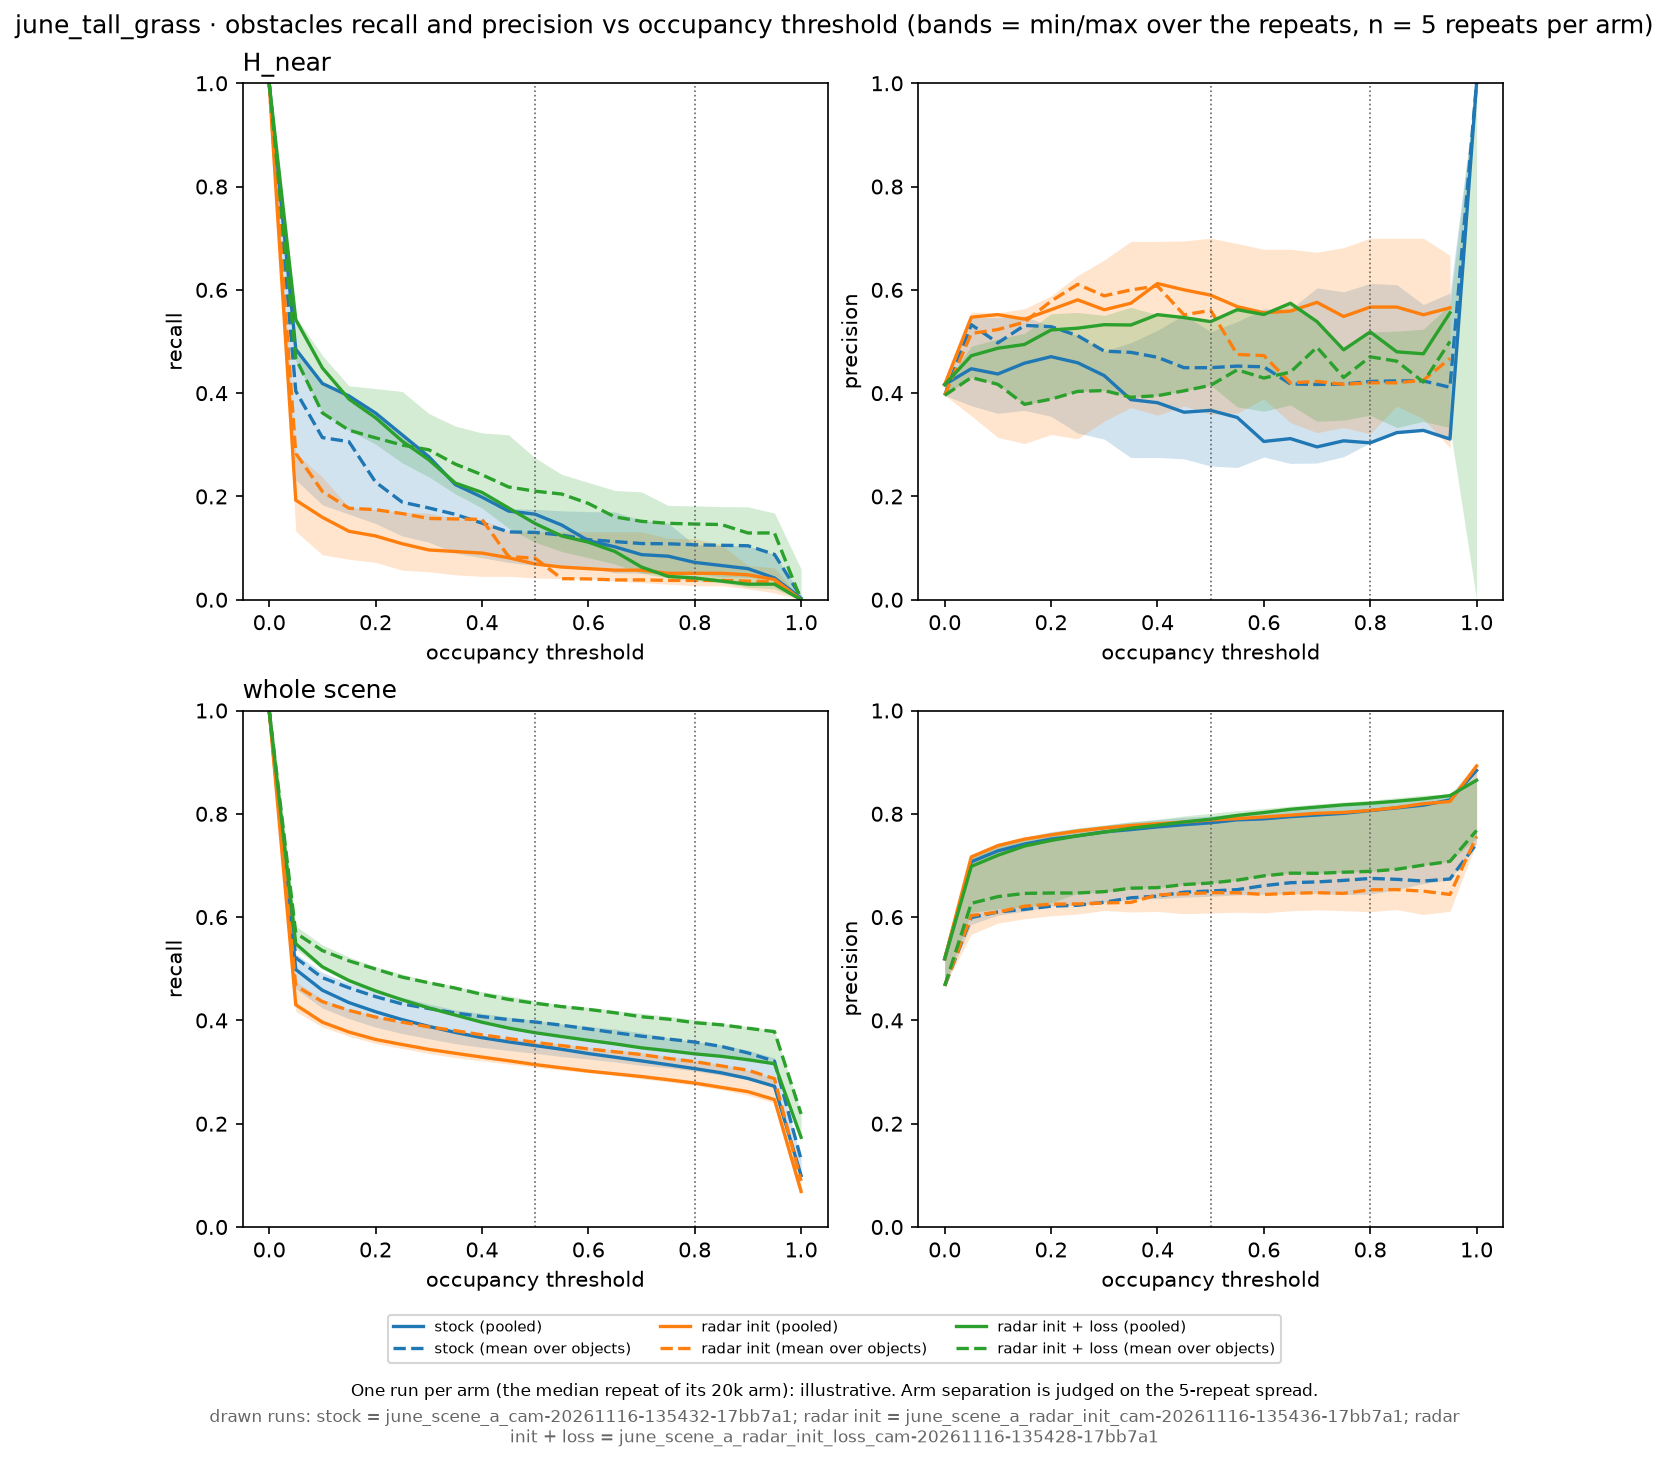 june_tall_grass · obstacles recall and precision vs occupancy threshold (bands = min/max over the repeats, n = 5 repeats per arm)
H_near
1.0
0.8
0.6
0.4
0.2
0.0
recall
0.0 0.2 0.4 0.6 0.8 1.0
occupancy threshold
1.0
0.8
0.6
0.4
0.2
0.0
precision
0.0 0.2 0.4 0.6 0.8 1.0
occupancy threshold
whole scene
1.0
0.8
0.6
0.4
0.2
0.0
recall
0.0 0.2 0.4 0.6 0.8 1.0
occupancy threshold
1.0
0.8
0.6
0.4
0.2
0.0
precision
0.0 0.2 0.4 0.6 0.8 1.0
occupancy threshold
stock (pooled) radar init (pooled) radar init + loss (pooled)
stock (mean over objects) radar init (mean over objects) radar init + loss (mean over objects)
One run per arm (the median repeat of its 20k arm): illustrative. Arm separation is judged on the 5-repeat spread.
drawn runs: stock = june_scene_a_cam-20261116-135432-17bb7a1; radar init = june_scene_a_radar_init_cam-20261116-135436-17bb7a1; radar
init + loss = june_scene_a_radar_init_loss_cam-20261116-135428-17bb7a1